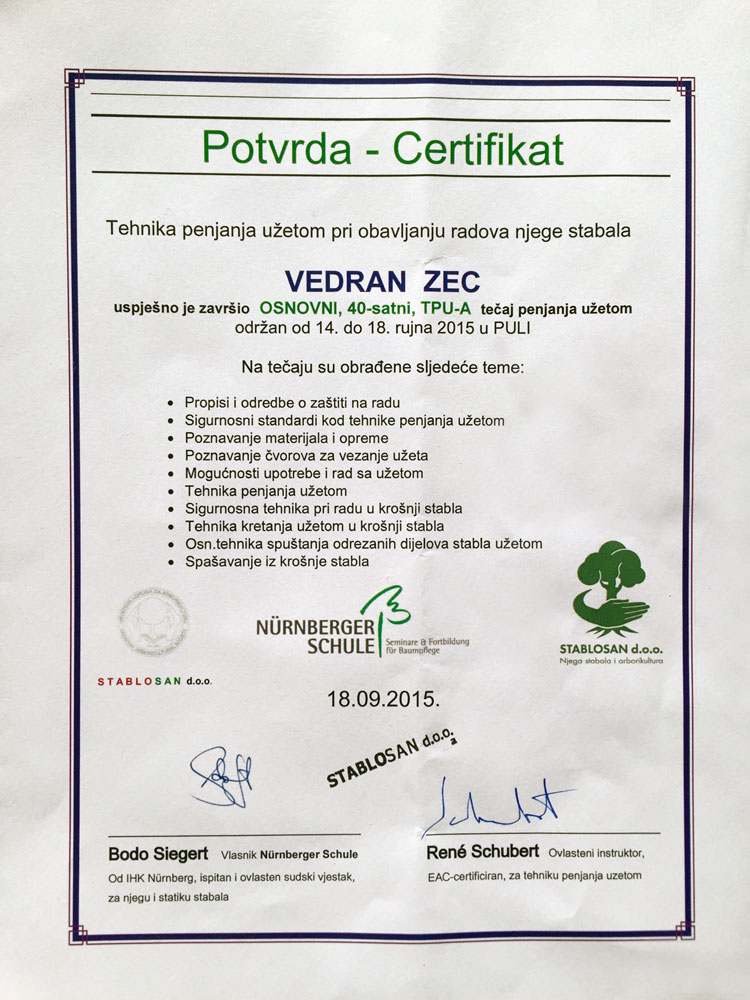 Potvrda - Certifikat
Tehnika penjanja užetom pri obavljanju radova njege stabala
VEDRAN ZEC
uspješno je završio OSNOVNI, 40-satni, TPU-A tečaj penjanja užetom
održan od 14. do 18. rujna 2015 u PULI
Na tečaju su obrađene sljedeće teme:
• Propisi i odredbe o zaštiti na radu
• Sigurnosni standardi kod tehnike penjanja užetom
• Poznavanje materijala i opreme
• Poznavanje čvorova za vezanje užeta
• Mogućnosti upotrebe i rad sa užetom
• Tehnika penjanja užetom
• Sigurnosna tehnika pri radu u krošnji stabla
• Tehnika kretanja užetom u krošnji stabla
• Osn.tehnika spuštanja odrezanih dijelova stabla užetom
• Spašavanje iz krošnje stabla
NÜRNBERGER
SCHULE
Seminare & Fortbildung
für Baumpflege
STABLOSAN d.o.o.
Njega stabala i arborikultura
STABLOSAN d.o.o.
18.09.2015.
STABLOSAN d.o.o.
a
Bodo Siegert Vlasnik Nürnberger Schule
Od IHK Nürnberg, ispitan i ovlasten sudski vjestak,
za njegu i statiku stabala
René Schubert Ovlasteni instruktor,
EAC-certificiran, za tehniku penjanja uzetom